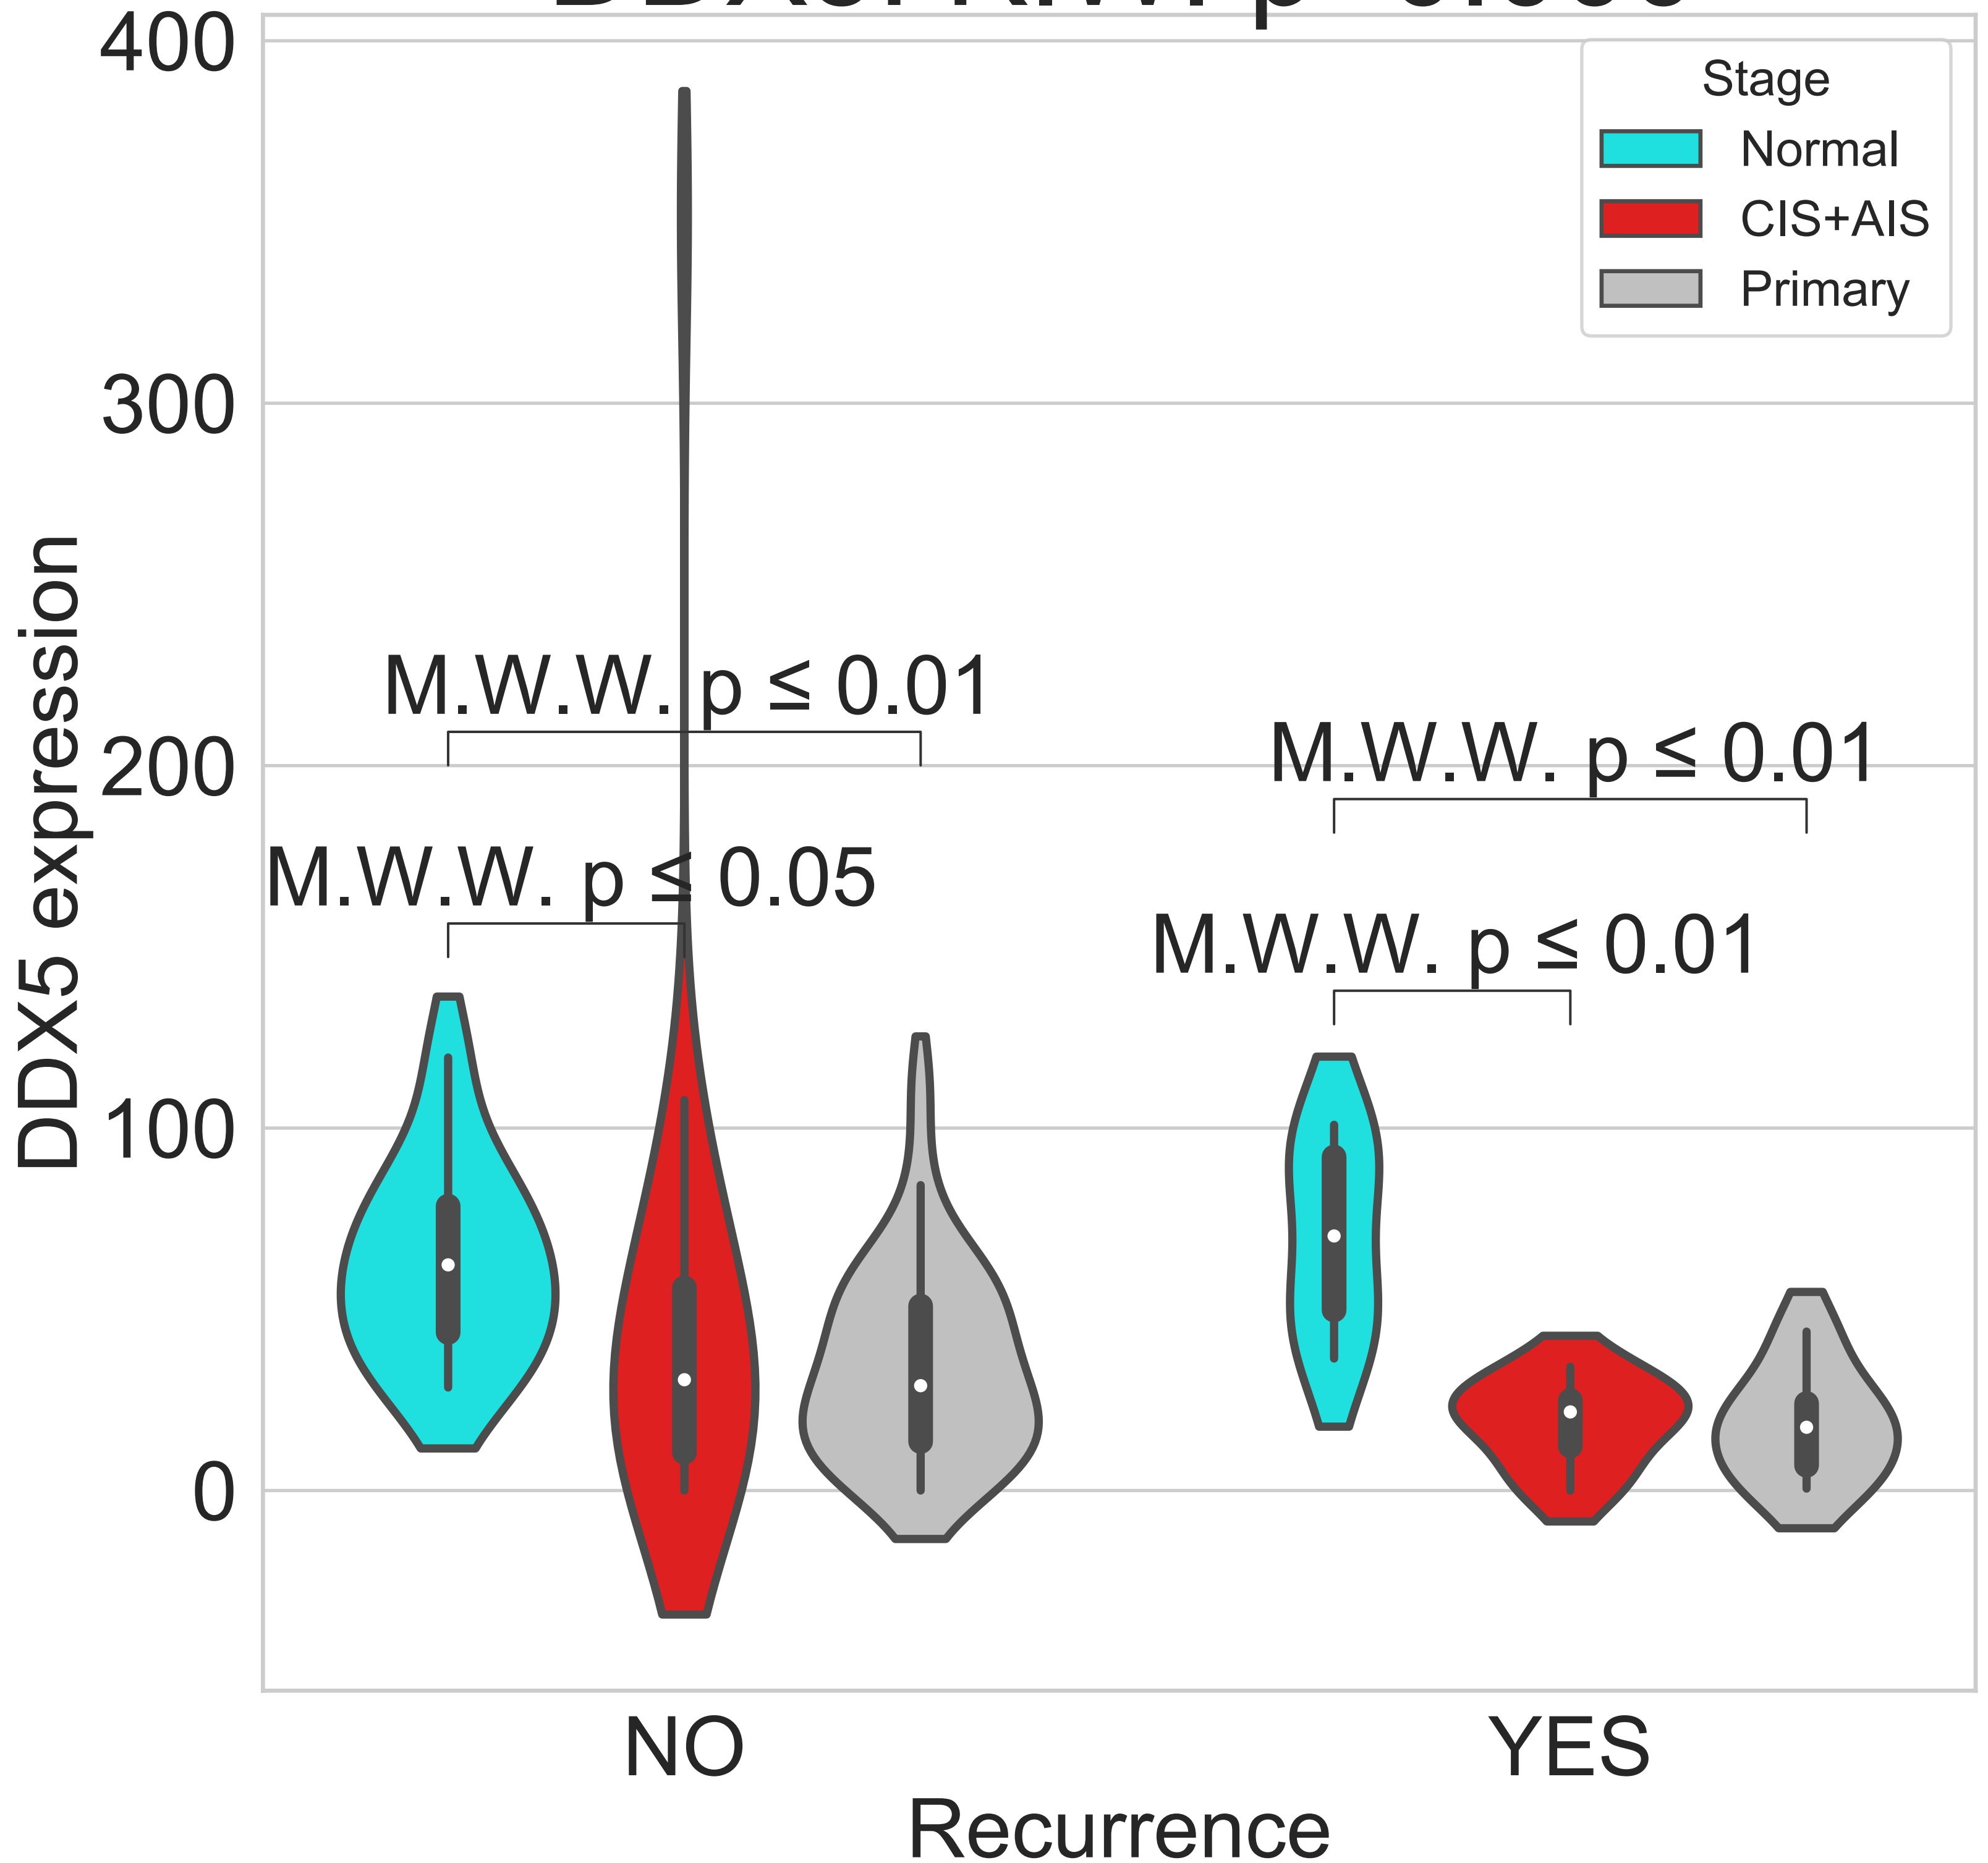 400
300
200
100
0
DDX5 expression
Stage
Normal
CIS+AIS
Primary
M.W.W. p ≤ 0.01
M.W.W. p ≤ 0.01
M.W.W. p ≤ 0.05
M.W.W. p ≤ 0.01
NO
YES
Recurrence